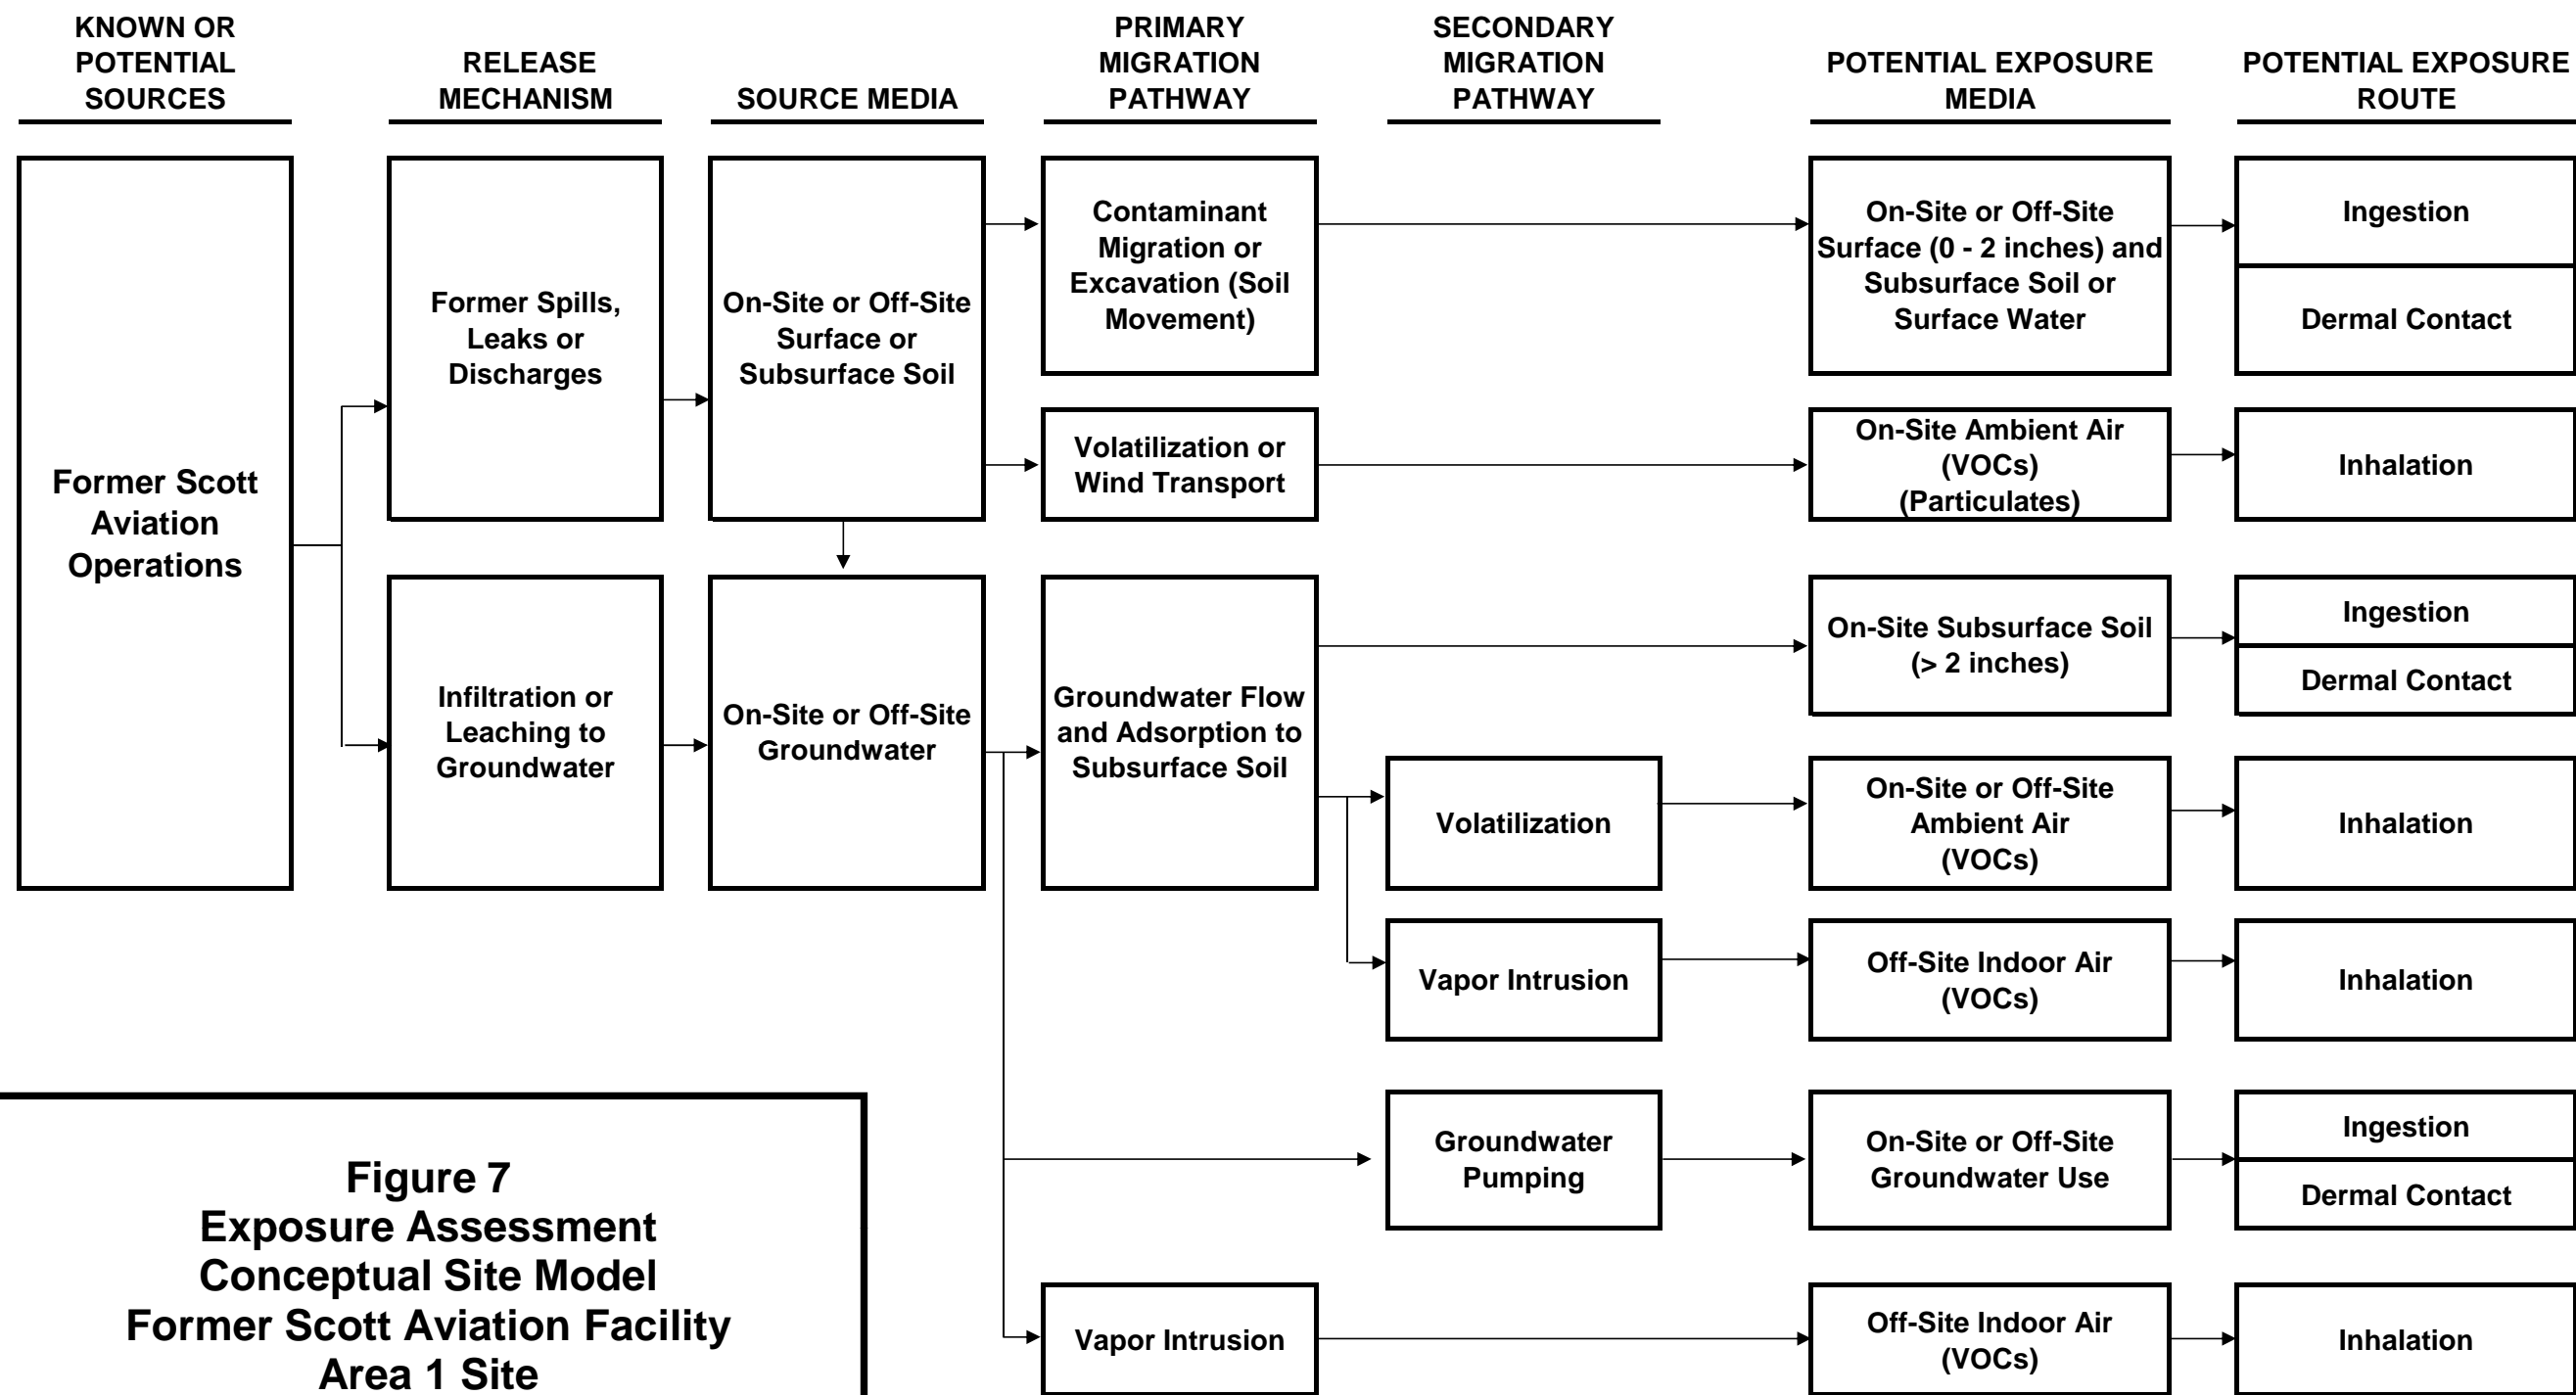 KNOWN OR
POTENTIAL
SOURCES
RELEASE
MECHANISM
SOURCE MEDIA
PRIMARY
MIGRATION
PATHWAY
SECONDARY
MIGRATION
PATHWAY
POTENTIAL EXPOSURE
MEDIA
POTENTIAL EXPOSURE
ROUTE
Former Scott
Aviation
Operations
Former Spills,
Leaks or
Discharges
On-Site or Off-Site
Surface or
Subsurface Soil
Contaminant
Migration or
Excavation (Soil
Movement)
On-Site or Off-Site
Surface (0 - 2 inches) and
Subsurface Soil or
Surface Water
Ingestion
Dermal Contact
Volatilization or
Wind Transport
On-Site Ambient Air
(VOCs)
(Particulates)
Inhalation
Infiltration or
Leaching to
Groundwater
On-Site or Off-Site
Groundwater
Groundwater Flow
and Adsorption to
Subsurface Soil
On-Site Subsurface Soil
(> 2 inches)
Ingestion
Dermal Contact
Volatilization
On-Site or Off-Site
Ambient Air
(VOCs)
Inhalation
Vapor Intrusion
Off-Site Indoor Air
(VOCs)
Inhalation
Groundwater
Pumping
On-Site or Off-Site
Groundwater Use
Ingestion
Dermal Contact
Vapor Intrusion
Off-Site Indoor Air
(VOCs)
Inhalation
Figure 7
Exposure Assessment
Conceptual Site Model
Former Scott Aviation Facility
Area 1 Site